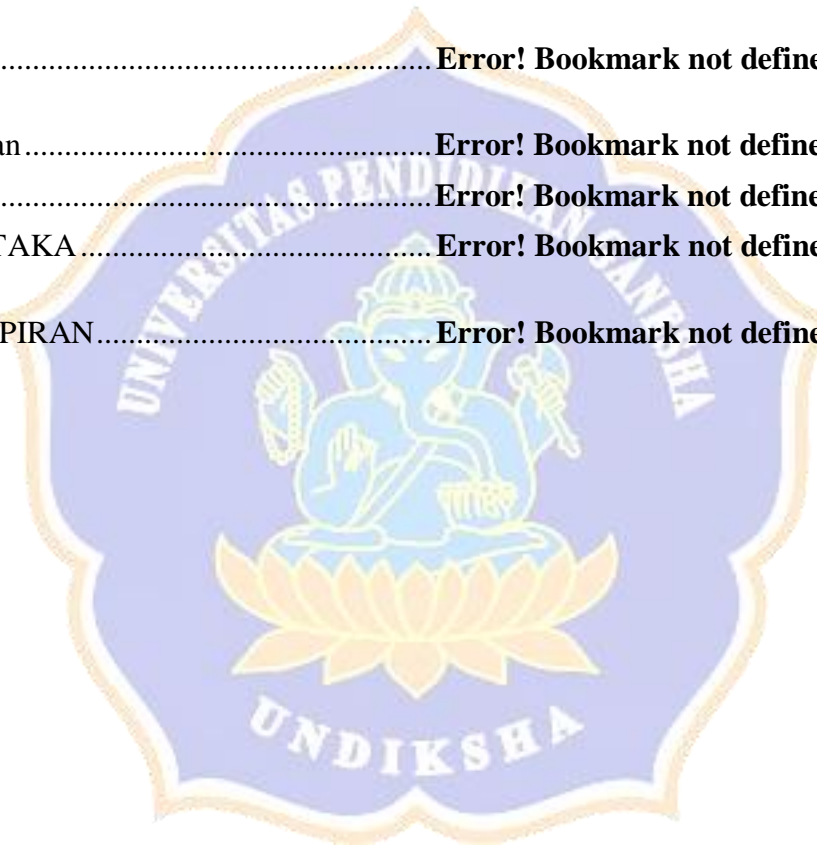 ........................................................ Error! Bookmark not define
an........................................................ Error! Bookmark not define
........................................................ Error! Bookmark not define
TAKA ................................................ Error! Bookmark not define
PIRAN.............................................. Error! Bookmark not define
UNIVERSITAS PENDIDIKAN GANESHA
UNDIKSHA